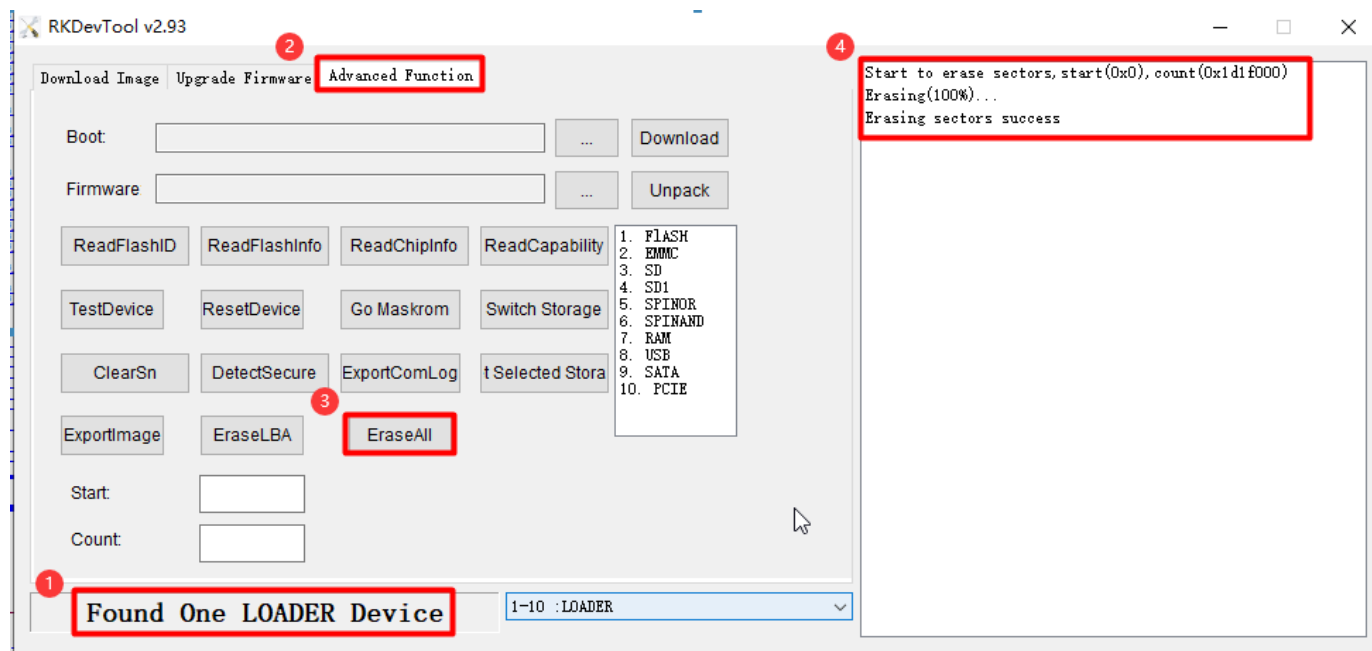 RKDevTool v2.93
2
4
Download Image
Upgrade Firmware
Advanced Function
Boot:
...
Download
Firmware
...
Unpack
ReadFlashID
ReadFlashInfo
ReadChipInfo
ReadCapability
TestDevice
ResetDevice
Go Maskrom
Switch Storage
ClearSn
DetectSecure
ExportComLog
t Selected Stora
3
ExportImage
EraseLBA
EraseAll
1. FlASH
2. EMMC
3. SD
4. SD1
5. SPINOR
6. SPINAND
7. RAM
8. USB
9. SATA
10. PCIE
Start:
Count:
1
Found One LOADER Device
1-10 :LOADER
Start to erase sectors,start(0x0),count(0x1d1f000)
Erasing(100%)...
Erasing sectors success